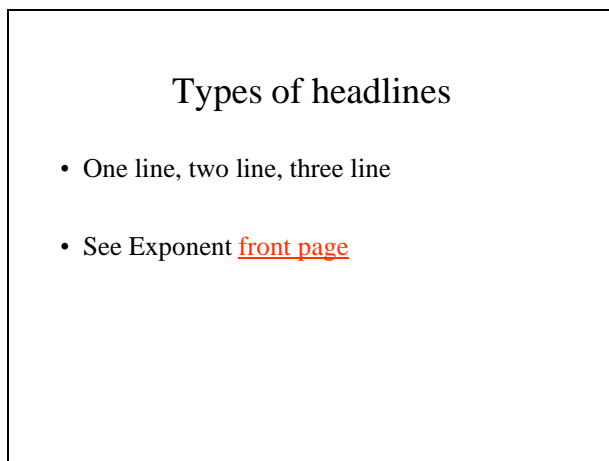 Types of headlines
• One line, two line, three line
• See Exponent front page